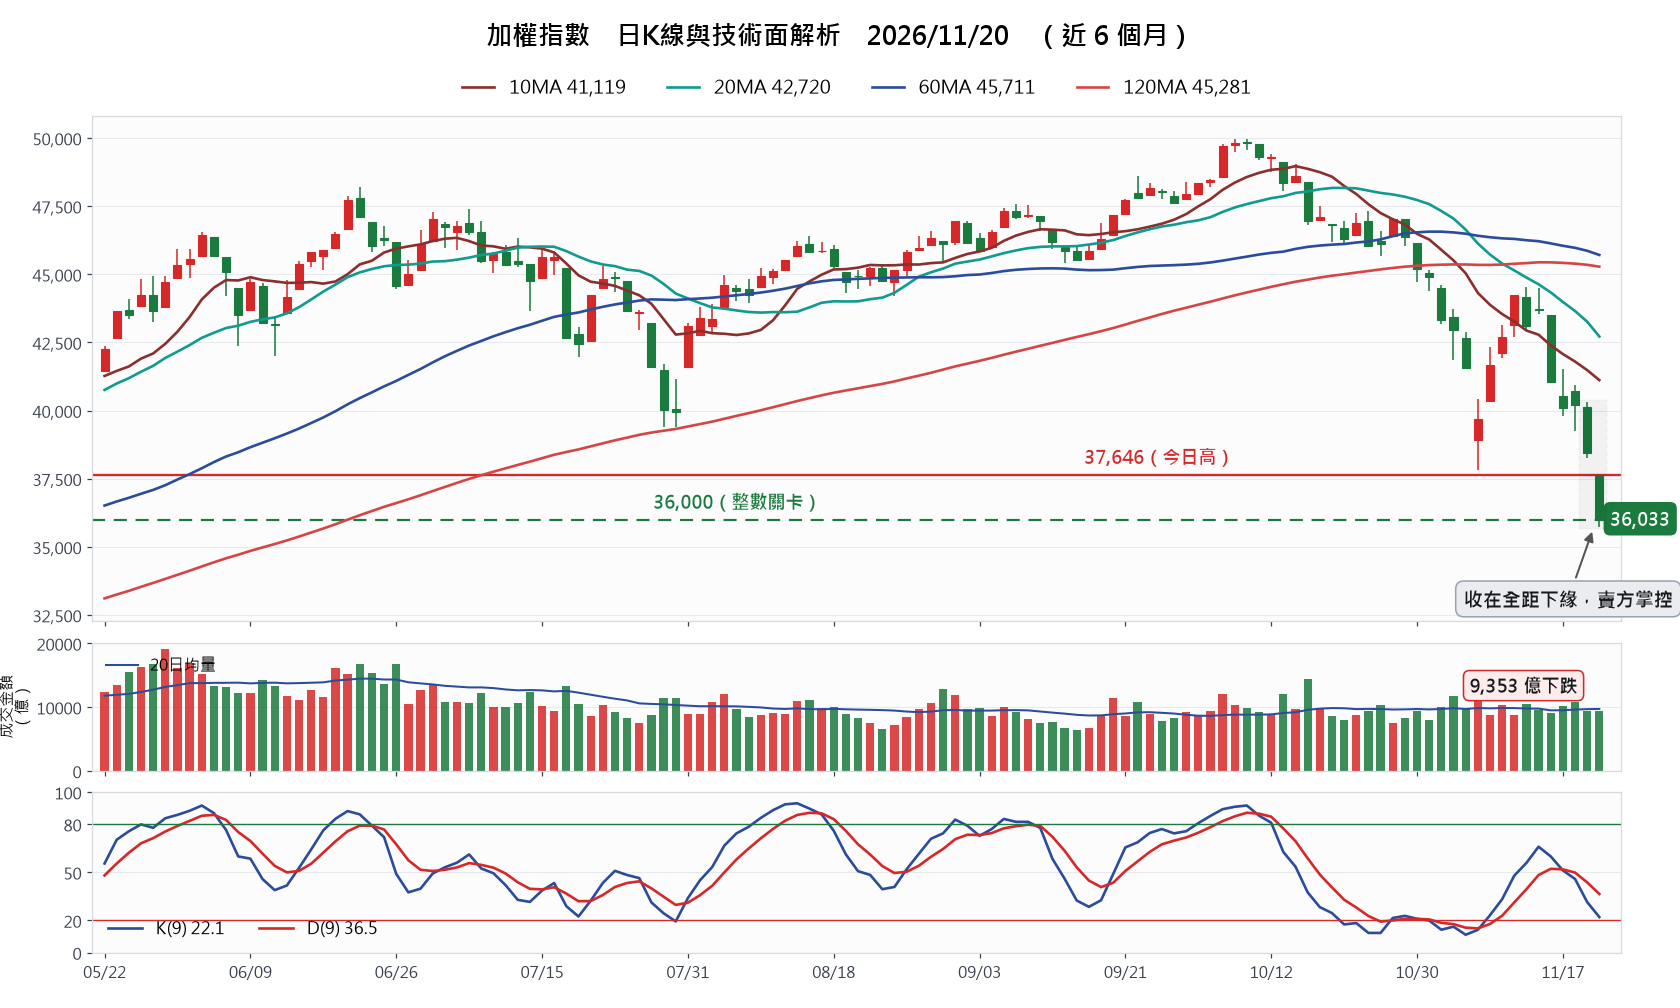 加權指數　日K線與技術面解析　2026/11/20　（近 6 個月）
10MA 41,119
20MA 42,720
60MA 45,711
120MA 45,281
50,000
47,500
45,000
42,500
40,000
37,500
35,000
32,500
37,646（今日高）
36,000（整數關卡）
36,033
收在全距下緣，賣方掌控
成交金額
（億）
20000
10000
0
20日均量
9,353 億下跌
100
80
50
20
0
K(9) 22.1
D(9) 36.5
05/22
06/09
06/26
07/15
07/31
08/18
09/03
09/21
10/12
10/30
11/17